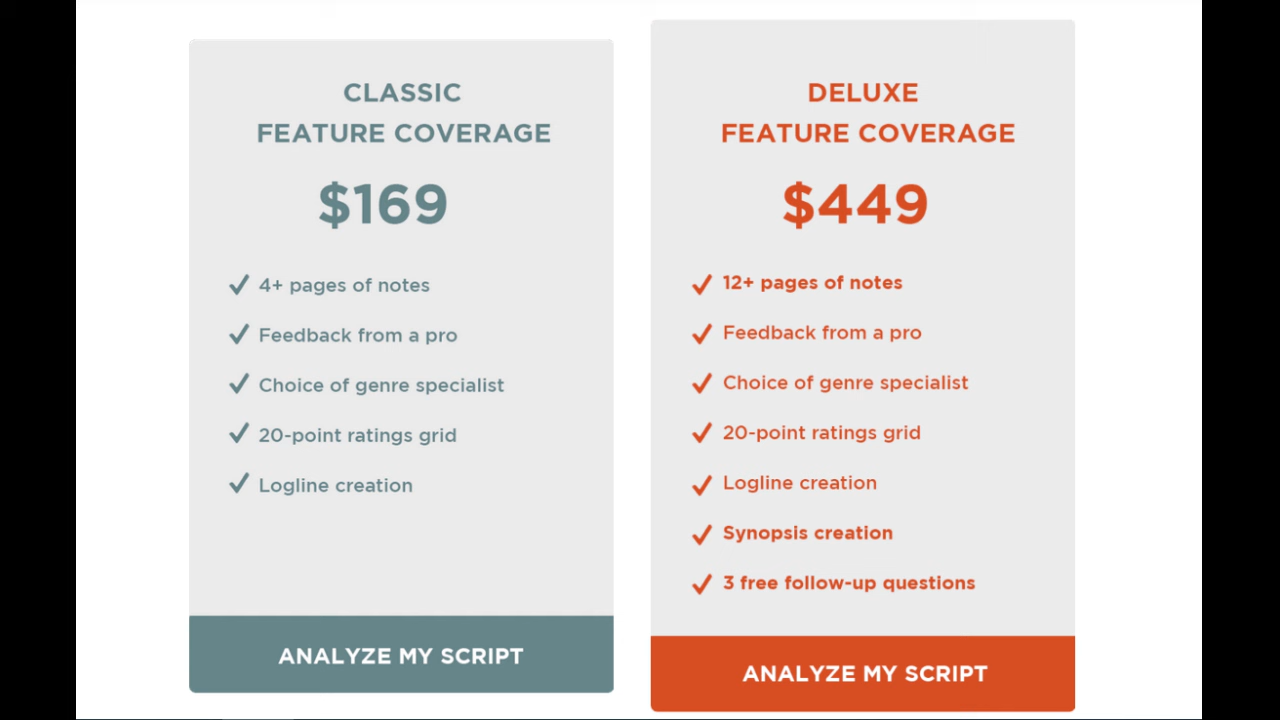 CLASSIC
FEATURE COVERAGE
$169
4+ pages of notes
Feedback from a pro
Choice of genre specialist
20-point ratings grid
Logline creation
ANALYZE MY SCRIPT
DELUXE
FEATURE COVERAGE
$449
12+ pages of notes
Feedback from a pro
Choice of genre specialist
20-point ratings grid
Logline creation
Synopsis creation
3 free follow-up questions
ANALYZE MY SCRIPT